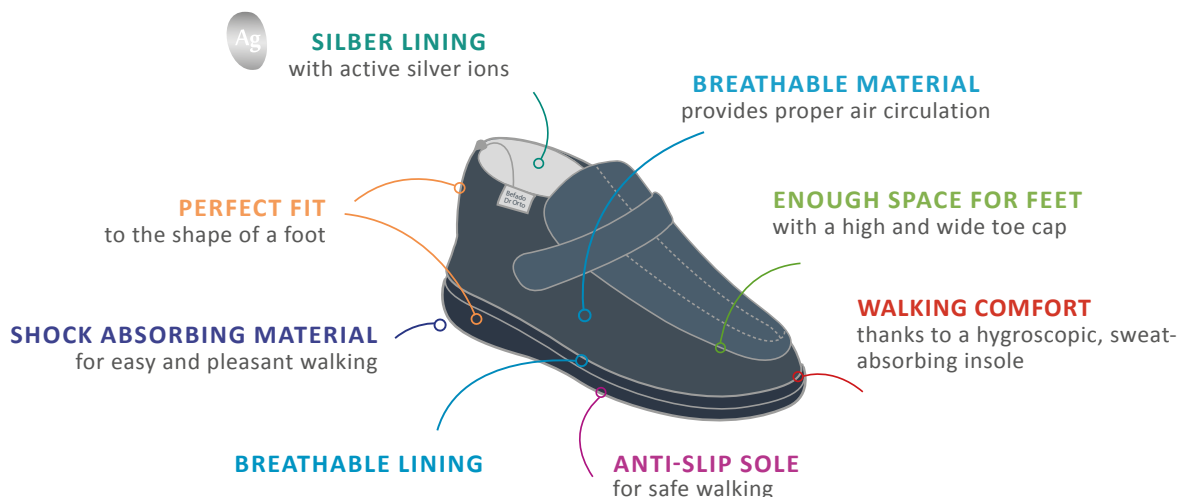 Ag
SILBER LINING
with active silver ions
BREATHABLE MATERIAL
provides proper air circulation
Befado
Dr Orto
PERFECT FIT
to the shape of a foot
ENOUGH SPACE FOR FEET
with a high and wide toe cap
SHOCK ABSORBING MATERIAL
for easy and pleasant walking
WALKING COMFORT
thanks to a hygroscopic, sweat-
absorbing insole
BREATHABLE LINING
ANTI-SLIP SOLE
for safe walking